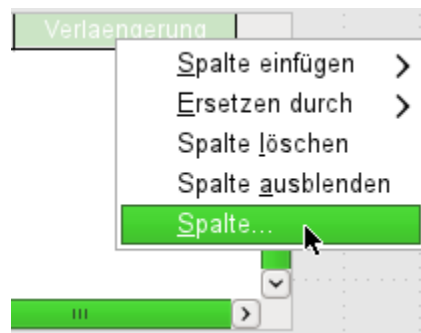 Verlaengerung
Spalte einfügen
Ersetzen durch
Spalte löschen
Spalte ausblenden
Spalte...